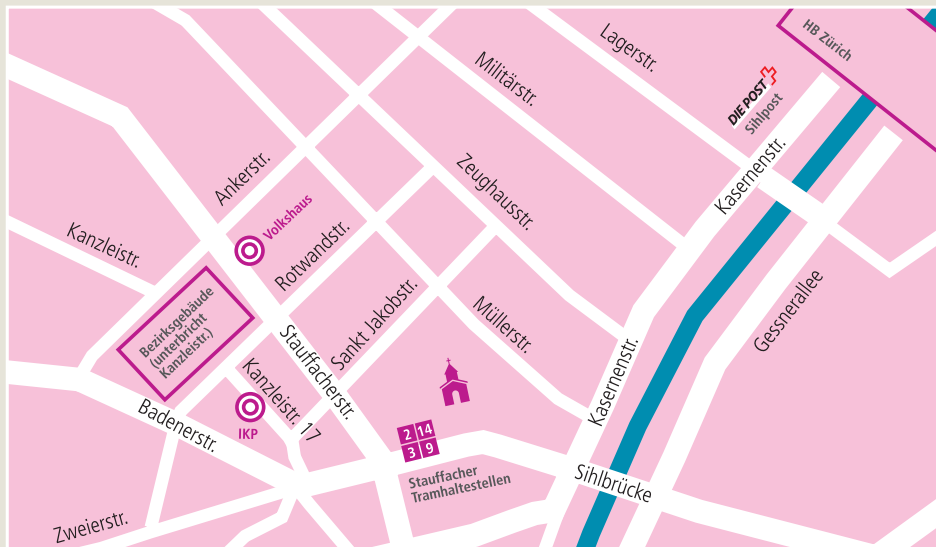 HB Zürich
Lagerstr.
Militärstr.
DIE POST
Sihlpost
Kasernenstr.
Zeughausstr.
Ankerstr.
Volkshaus
Kanzleistr.
Rotwandstr.
Bezirksgebäude
(unterbricht
Kanzleistr.)
Sankt Jakobstr.
Müllerstr.
Gessnerallee
Stauffacherstr.
Kasernenstr.
Kanzleistr. 17
IKP
Badenerstr.
2 14
3 9
Stauffacher
Tramhaltestellen
Sihlbrücke
Zweierstr.